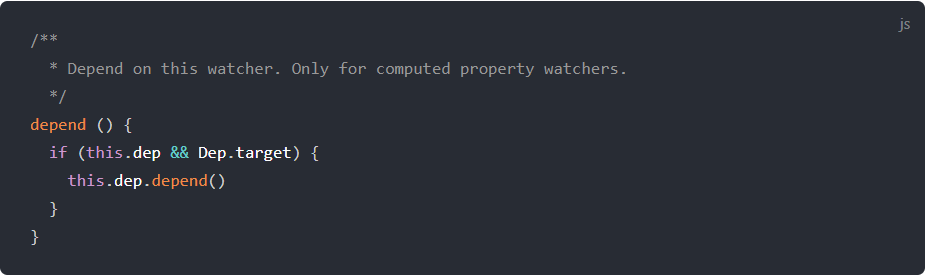 js
/**
  * Depend on this watcher. Only for computed property watchers.
  */
depend () {
  if (this.dep && Dep.target) {
    this.dep.depend()
  }
}